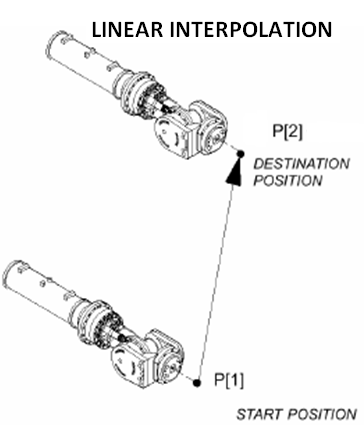 LINEAR INTERPOLATION
P[2]
DESTINATION
POSITION
P[1]
START POSITION